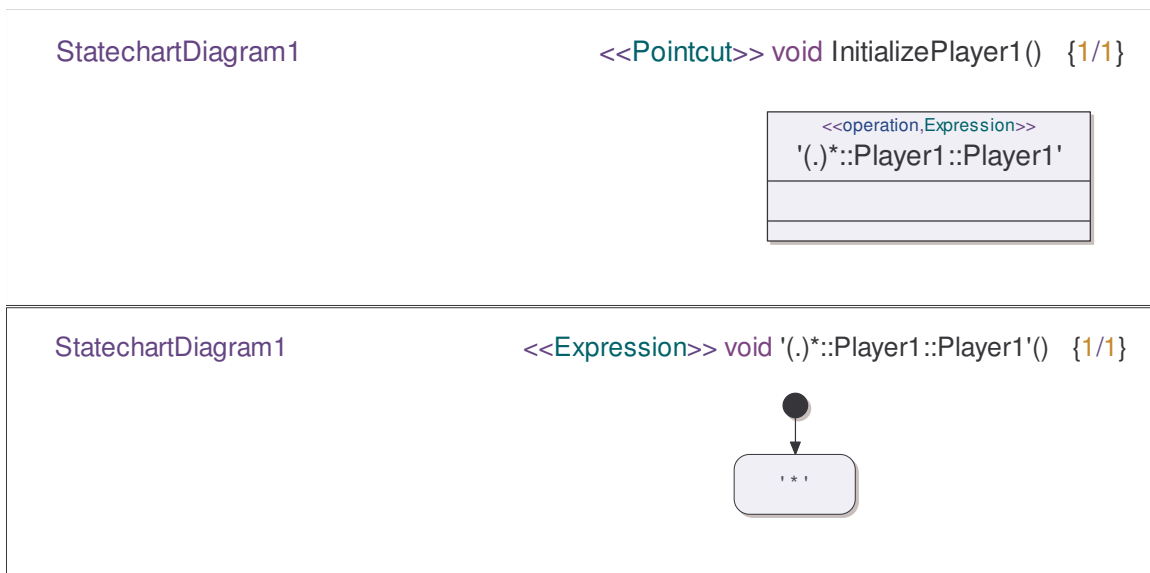 StatechartDiagram1 <<Pointcut>> void InitializePlayer1() {1/1}
<<operation,Expression>>
'(.)*::Player1::Player1'
StatechartDiagram1 <<Expression>> void '(.)*::Player1::Player1'() {1/1}
' * '